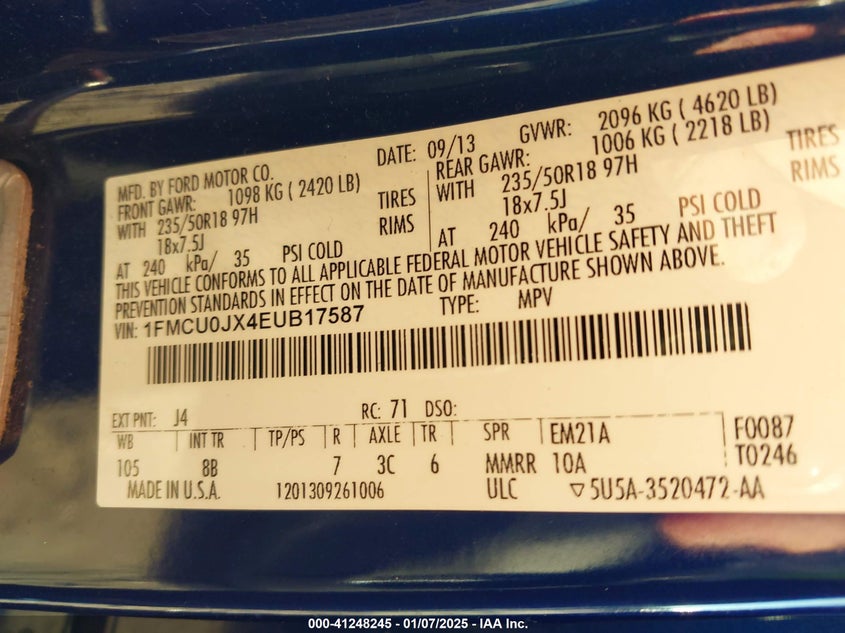 MFD. BY FORD MOTOR CO. DATE: 09/13 GVWR: 2096 KG ( 4620 LB)
FRONT GAWR: 1098 KG ( 2420 LB) REAR GAWR: 1006 KG ( 2218 LB)
WITH 235/50R18 97H TIRES WITH 235/50R18 97H TIRES
18x7.5J RIMS 18x7.5J RIMS
AT 240 kPa/ 35 PSI COLD AT 240 kPa/ 35 PSI COLD
THIS VEHICLE CONFORMS TO ALL APPLICABLE FEDERAL MOTOR VEHICLE SAFETY AND THEFT
PREVENTION STANDARDS IN EFFECT ON THE DATE OF MANUFACTURE SHOWN ABOVE.
VIN: 1FMCU0JX4EUB17587 TYPE: MPV
EXT PNT: J4 RC: 71 DSO:
WB INT TR TP/PS R AXLE TR SPR EM21A F0087
105 8B 7 3C 6 MMRR 10A T0246
MADE IN U.S.A. 1201309261006 ULC ▽5U5A-3520472-AA
000-41248245 - 01/07/2025 - IAA Inc.